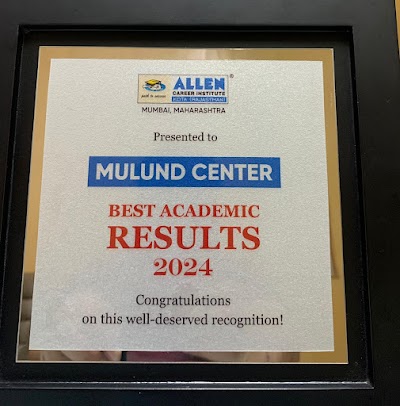 ALLEN®
CAREER INSTITUTE
KOTA (RAJASTHAN)
MUMBAI, MAHARASHTRA
Presented to
MULUND CENTER
BEST ACADEMIC
RESULTS
2024
Congratulations
on this well-deserved recognition!